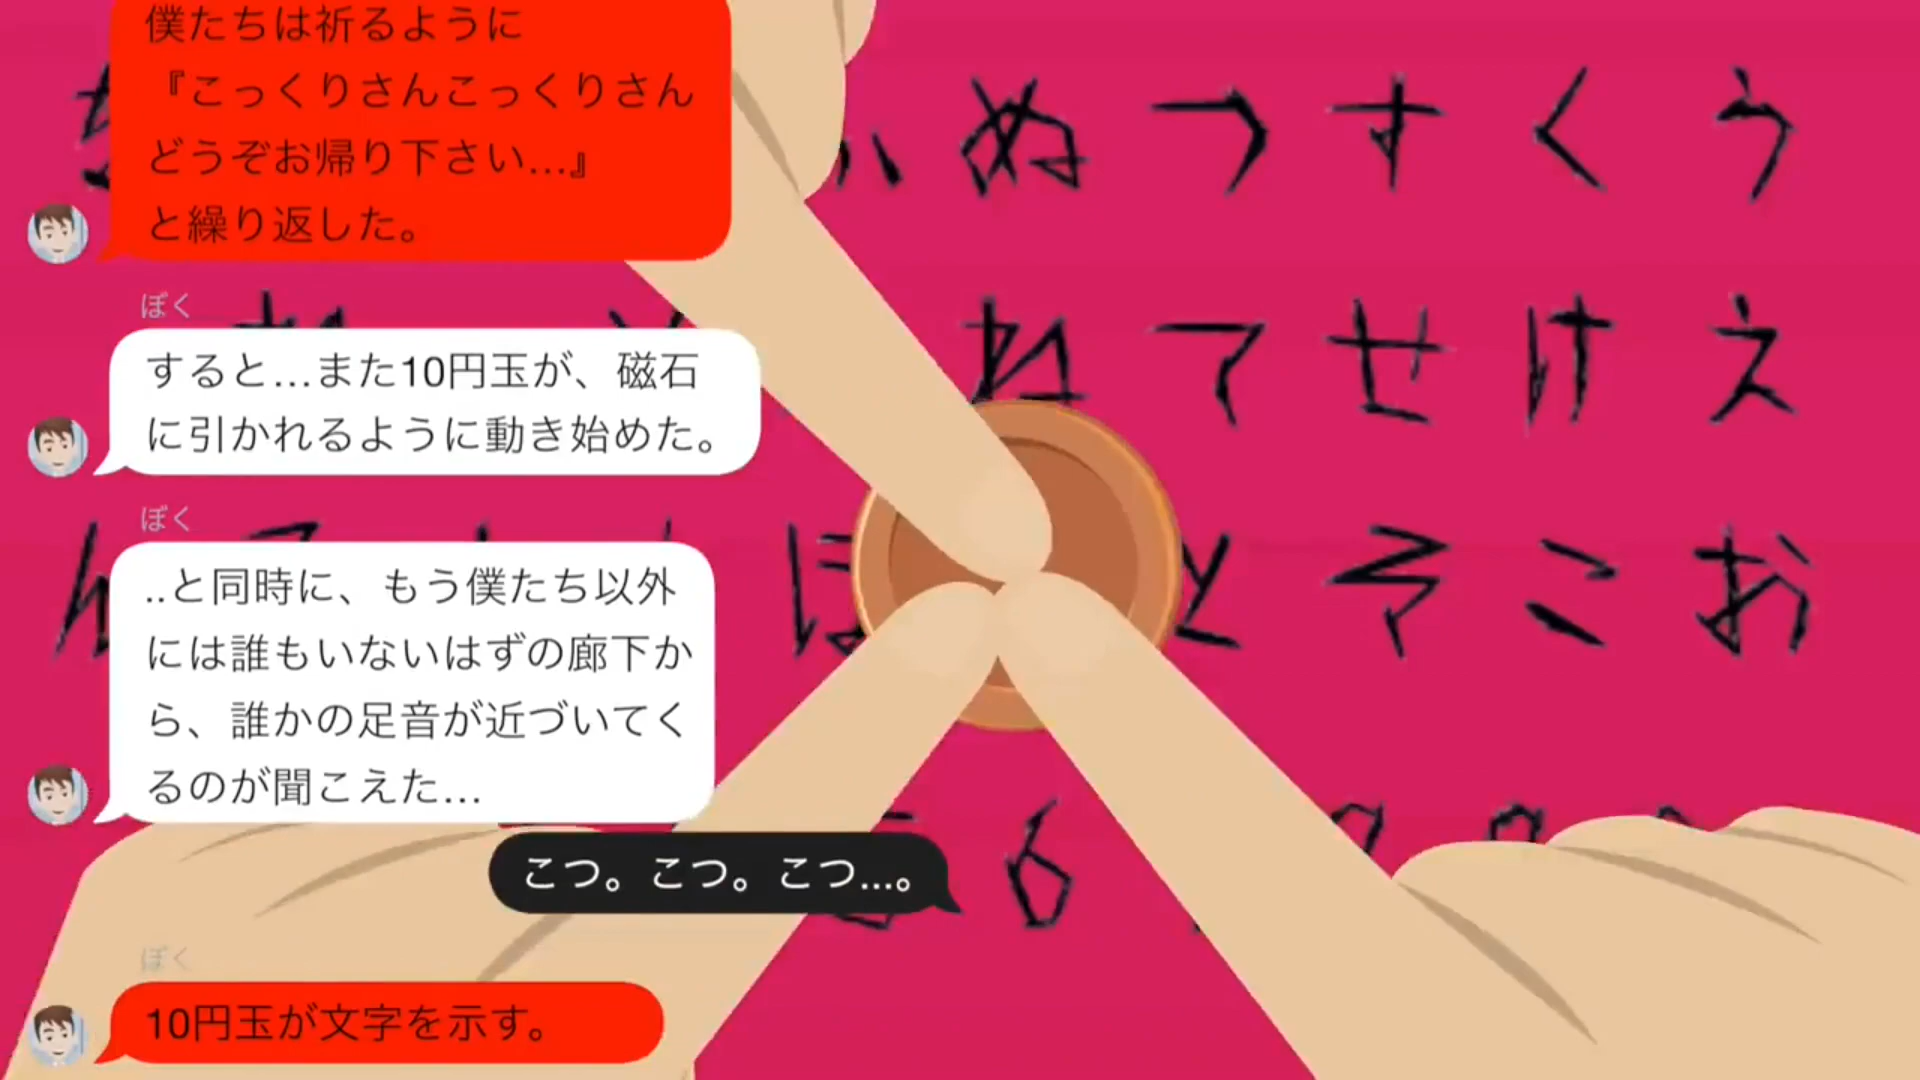 僕たちは祈るように
『こっくりさんこっくりさん
どうぞお帰り下さい…』
と繰り返した。
ぼく
すると…また10円玉が、磁石
に引かれるように動き始めた。
ぼく
..と同時に、もう僕たち以外
には誰もいないはずの廊下か
ら、誰かの足音が近づいてく
るのが聞こえた…
こつ。こつ。こつ...。
ぼく
10円玉が文字を示す。
ふ ぬ つ す く う
ね て せ け え
ん ほ と そ こ お
6